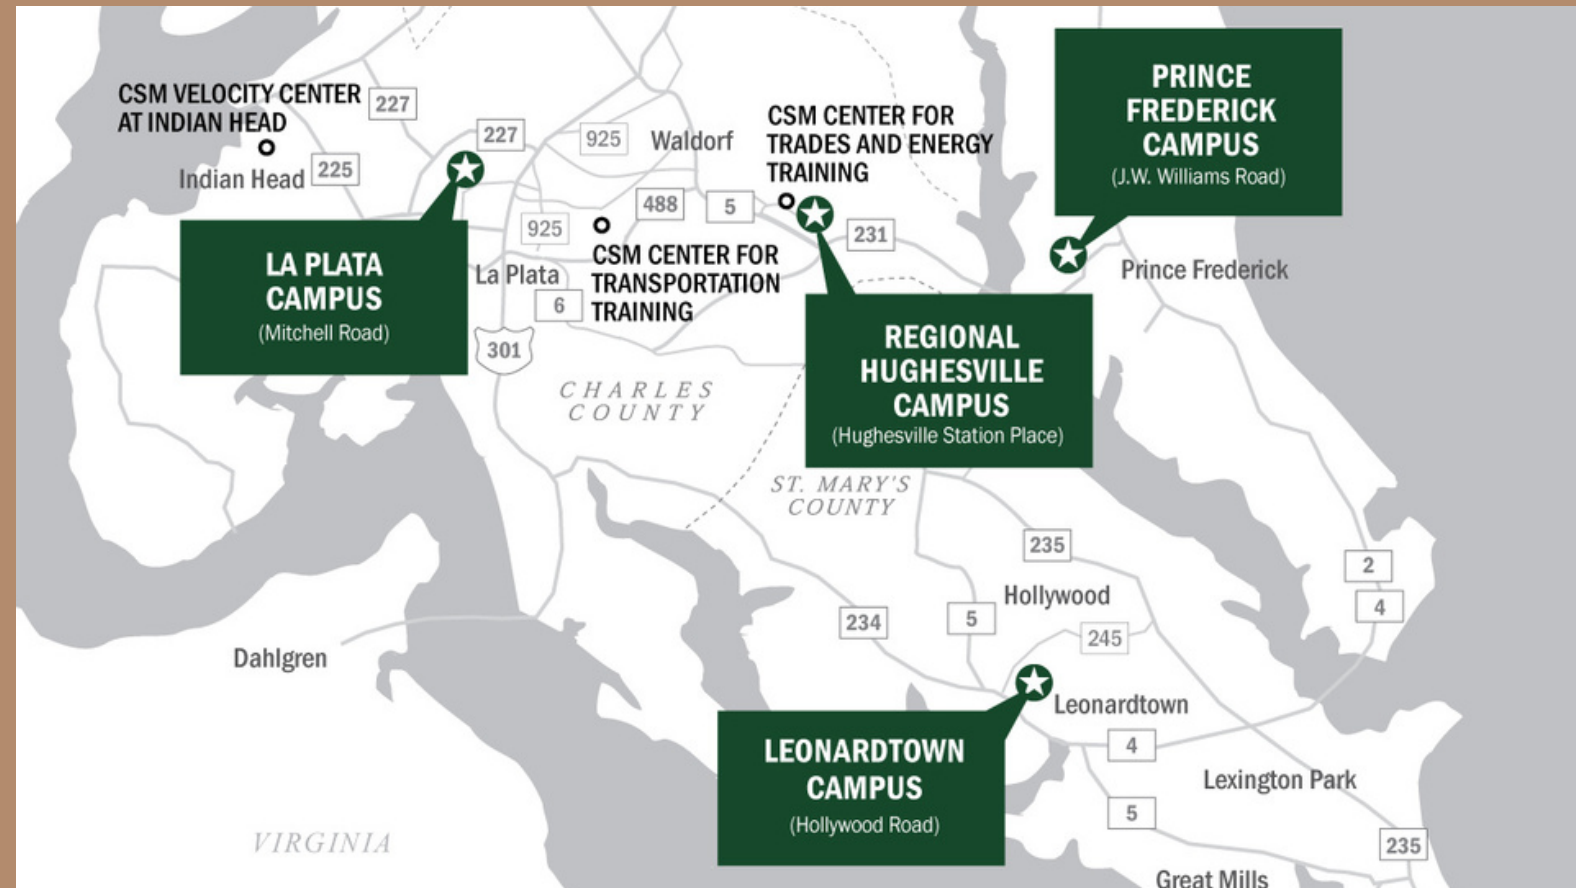 PRINCE
FREDERICK
CAMPUS
(J.W. Williams Road)
CSM VELOCITY CENTER
AT INDIAN HEAD
227
Indian Head
225
227
925
Waldorf
CSM CENTER FOR
TRADES AND ENERGY
TRAINING
488
5
231
925
CSM CENTER FOR
TRANSPORTATION
TRAINING
Prince Frederick
LA PLATA
CAMPUS
(Mitchell Road)
La Plata
6
301
REGIONAL
HUGHESVILLE
CAMPUS
(Hughesville Station Place)
CHARLES
COUNTY
ST. MARY'S
COUNTY
235
2
4
Hollywood
234
5
245
Dahlgren
Leonardtown
4
LEONARDTOWN
CAMPUS
(Hollywood Road)
Lexington Park
5
235
VIRGINIA
Great Mills